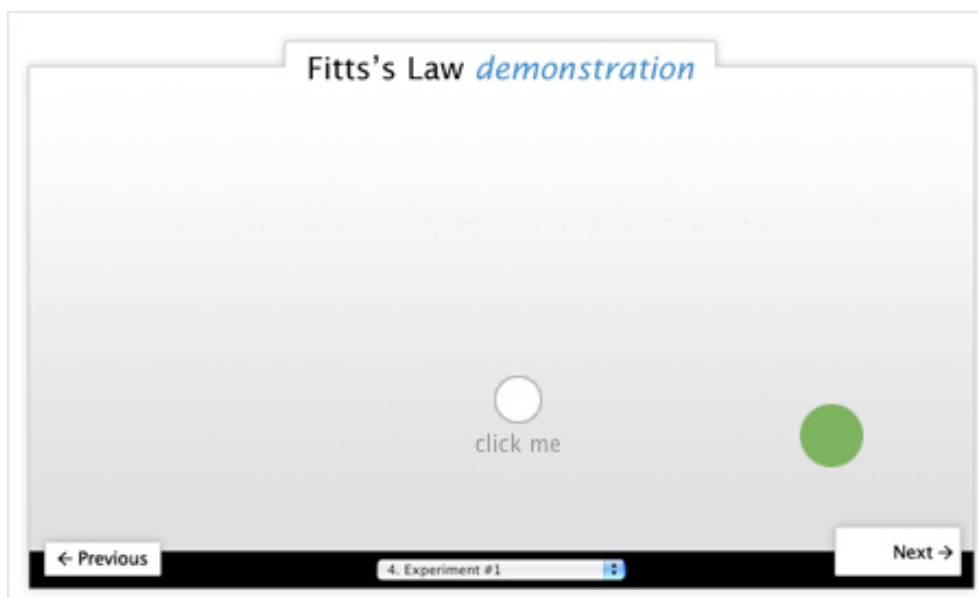 Fitts's Law demonstration
click me
← Previous
4. Experiment #1
Next →